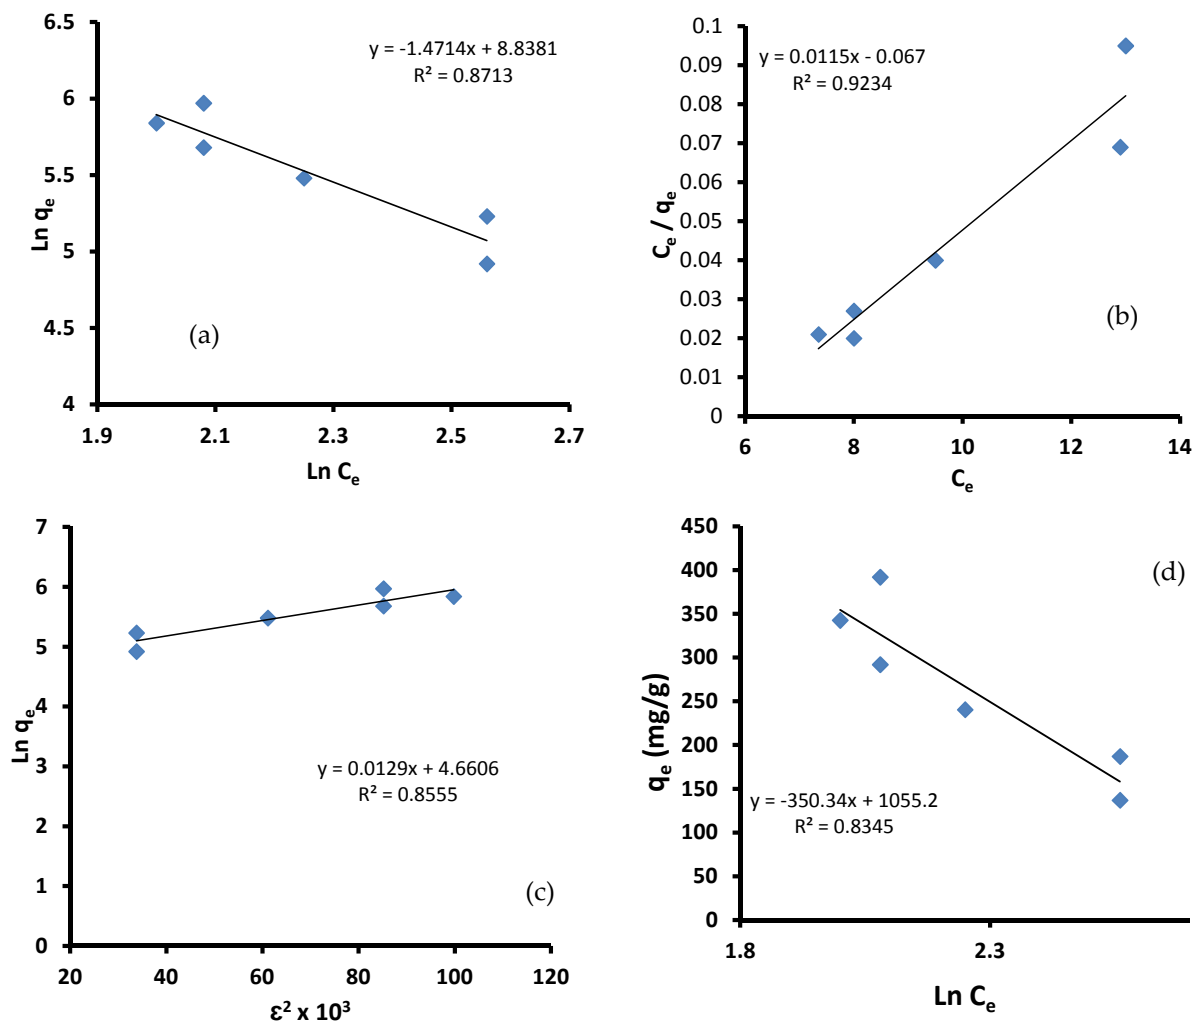 6.5
6
5.5
5
4.5
4
1.9
2.1
2.3
2.5
2.7
Ln qₑ
Ln Cₑ
y = -1.4714x + 8.8381
R² = 0.8713
(a)
0.1
0.09
0.08
0.07
0.06
0.05
0.04
0.03
0.02
0.01
0
6
8
10
12
14
Cₑ / qₑ
Cₑ
y = 0.0115x - 0.067
R² = 0.9234
(b)
7
6
5
4
3
2
1
0
20
40
60
80
100
120
Ln qₑ
ε² x 10³
y = 0.0129x + 4.6606
R² = 0.8555
(c)
450
400
350
300
250
200
150
100
50
0
1.8
2.3
qₑ (mg/g)
Ln Cₑ
y = -350.34x + 1055.2
R² = 0.8345
(d)